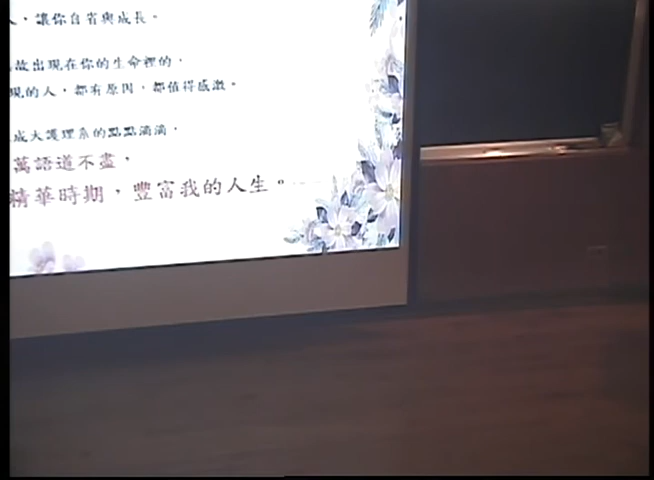 人，讓你自省與成長。
故出現在你的生命裡的，
現的人，都有原因，都值得感激。
成大護理系的點點滴滴，
萬語道不盡，
精華時期，豐富我的人生。